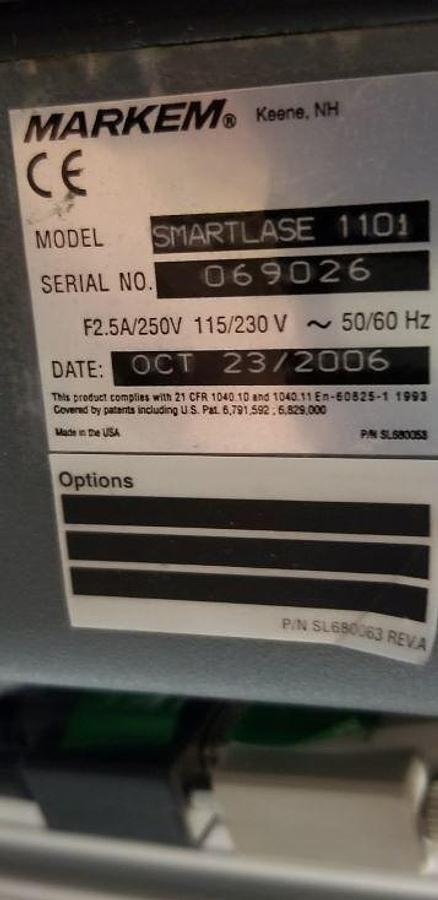 MARKEM® Keene, NH
CE
MODEL SMARTLASE 1101
SERIAL NO. 069026
F2.5A/250V 115/230 V ~ 50/60 Hz
DATE: OCT 23/2006
This product complies with 21 CFR 1040.10 and 1040.11 En-60825-1 1993
Covered by patents including U.S. Pat. 6,791,592 ; 6,829,000
Made in the USA P/N SL680053
Options
P/N SL680063 REV.A